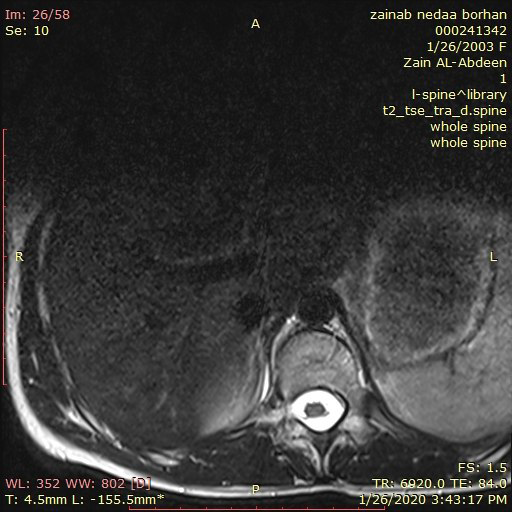 Im: 26/58
Se: 10
A
zainab nedaa borhan
000241342
1/26/2003 F
Zain AL-Abdeen
1
l-spine^library
t2_tse_tra_d.spine
whole spine
whole spine
R
L
WL: 352 WW: 802 [D]
T: 4.5mm L: -155.5mm*
P
FS: 1.5
TR: 6920.0 TE: 84.0
1/26/2020 3:43:17 PM